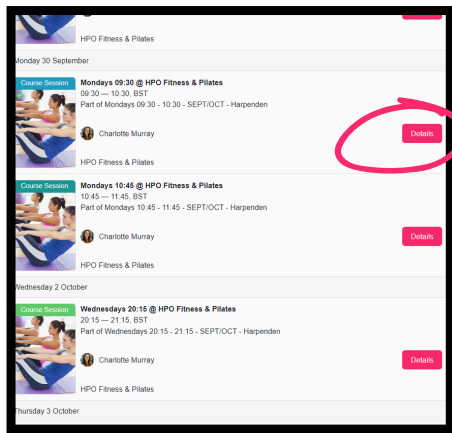 HPO Fitness & Pilates
Monday 30 September
Course Session
Mondays 09:30 @ HPO Fitness & Pilates
09:30 — 10:30, BST
Part of Mondays 09:30 - 10:30 - SEPT/OCT - Harpenden
Charlotte Murray
Details
HPO Fitness & Pilates
Course Session
Mondays 10:45 @ HPO Fitness & Pilates
10:45 — 11:45, BST
Part of Mondays 10:45 - 11:45 - SEPT/OCT - Harpenden
Charlotte Murray
Details
HPO Fitness & Pilates
Wednesday 2 October
Course Session
Wednesdays 20:15 @ HPO Fitness & Pilates
20:15 — 21:15, BST
Part of Wednesdays 20:15 - 21:15 - SEPT/OCT - Harpenden
Charlotte Murray
Details
HPO Fitness & Pilates
Thursday 3 October